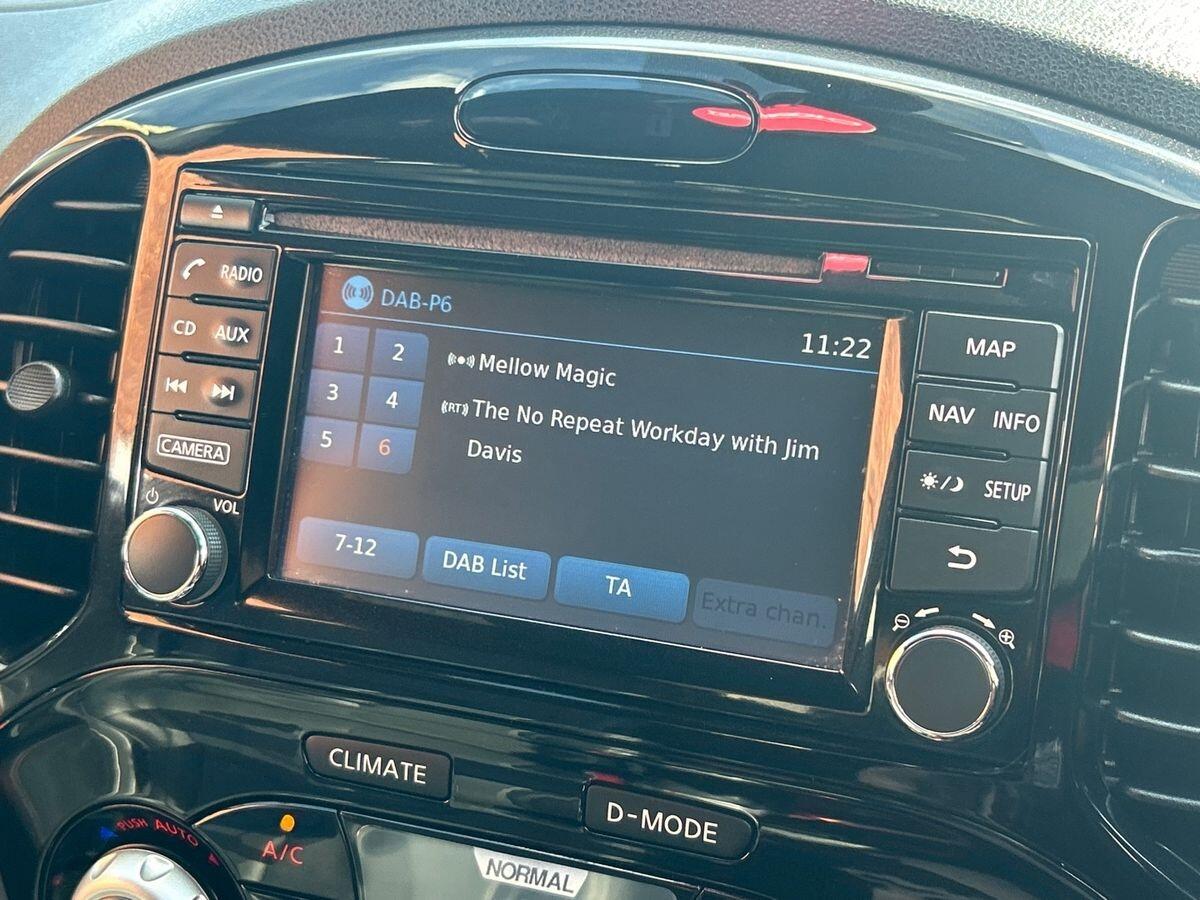 RADIO
CD AUX
CAMERA
VOL
DAB-P6
11:22
1 2
3 4
5 6
Mellow Magic
(RT) The No Repeat Workday with Jim
Davis
7-12 DAB List TA Extra chan.
MAP
NAV INFO
SETUP
CLIMATE
D-MODE
PUSH AUTO
A/C
NORMAL